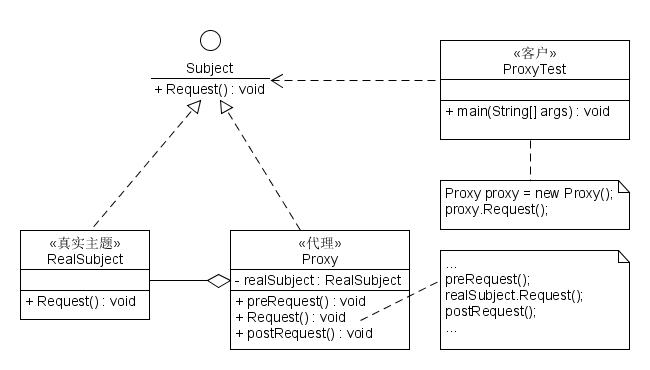 Subject
+ Request() : void
«客户»
ProxyTest
+ main(String[] args) : void
Proxy proxy = new Proxy();
proxy.Request();
«真实主题»
RealSubject
+ Request() : void
«代理»
Proxy
- realSubject : RealSubject
+ preRequest() : void
+ Request() : void
+ postRequest() : void
...
preRequest();
realSubject.Request();
postRequest();
...